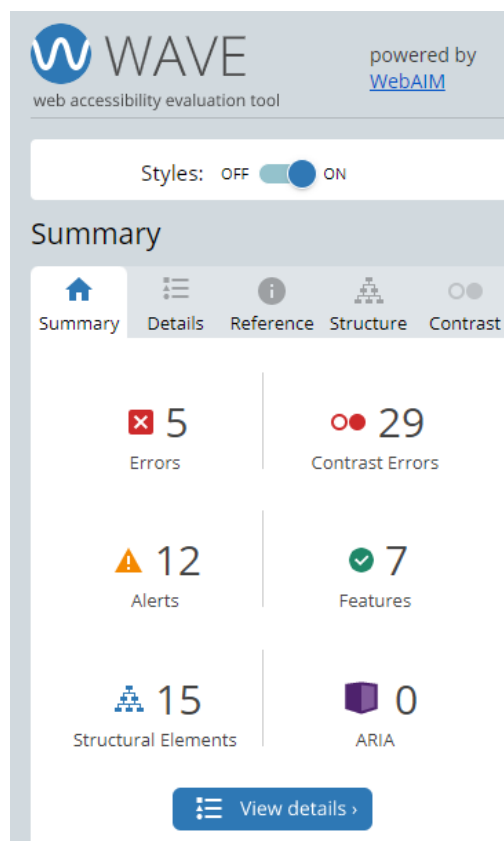 WAVE
powered by
WebAIM
web accessibility evaluation tool
Styles: OFF ON
Summary
Summary Details Reference Structure Contrast
5 29
Errors Contrast Errors
12 7
Alerts Features
15 0
Structural Elements ARIA
View details ›